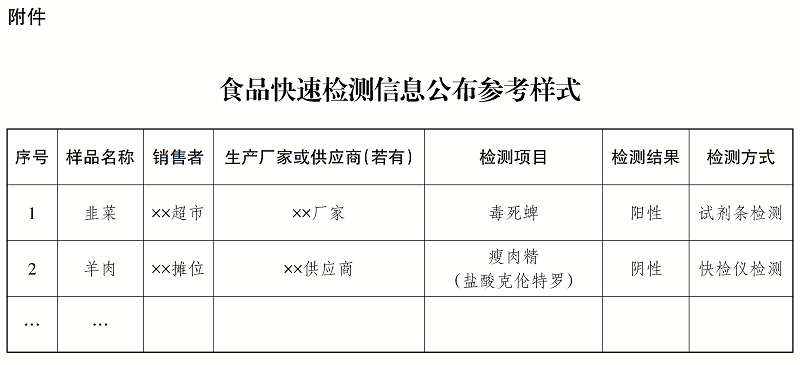 附件
食品快速检测信息公布参考样式
序号 样品名称 销售者 生产厂家或供应商(若有) 检测项目 检测结果 检测方式
1 韭菜 ××超市 ××厂家 毒死蜱 阳性 试剂条检测
2 羊肉 ××摊位 ××供应商 瘦肉精 阴性 快检仪检测
(盐酸克伦特罗)
… …